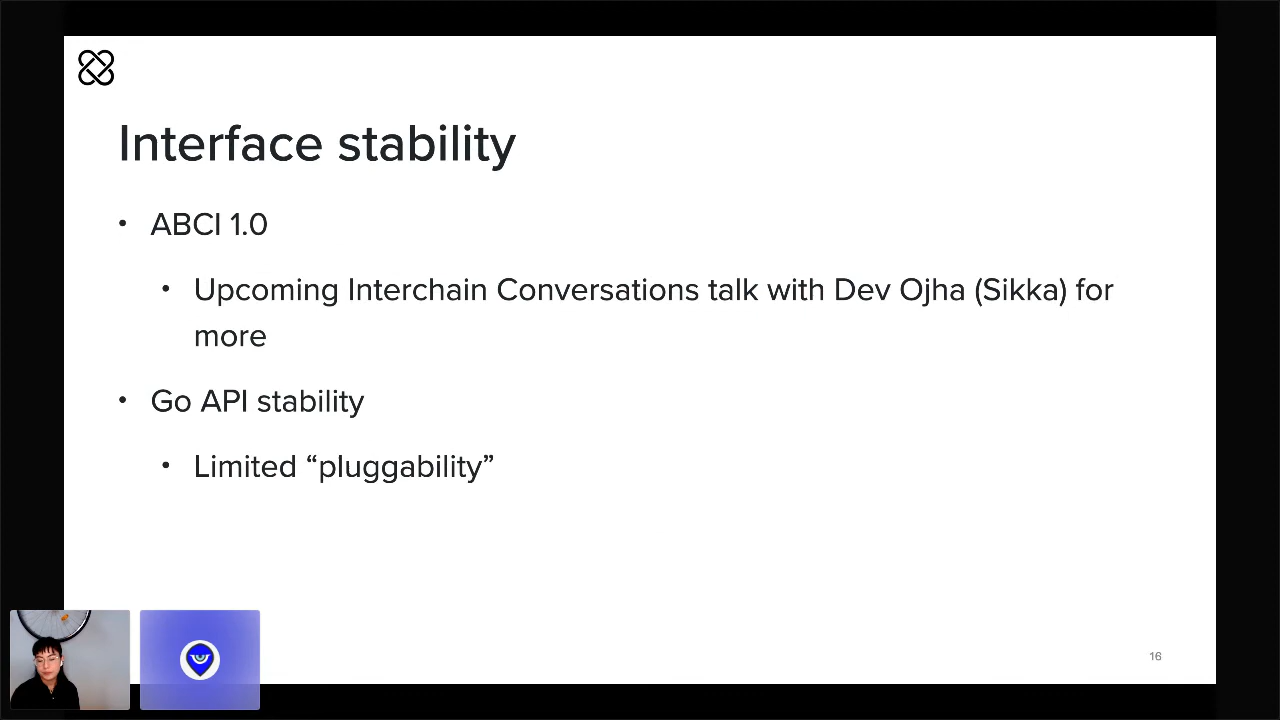 Interface stability
• ABCI 1.0
• Upcoming Interchain Conversations talk with Dev Ojha (Sikka) for
more
• Go API stability
• Limited “pluggability”
16